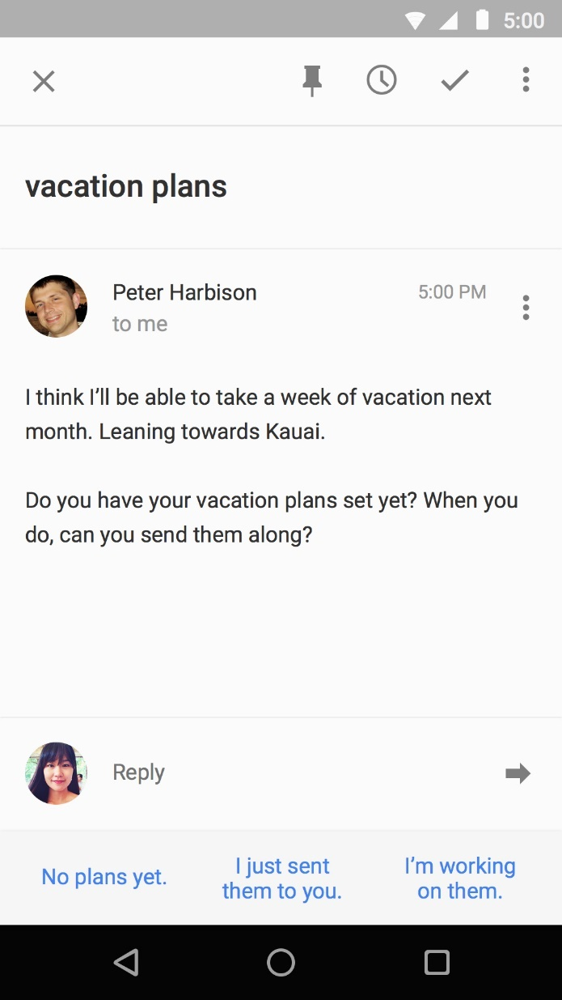 5:00
vacation plans
Peter Harbison
5:00 PM
to me
I think I’ll be able to take a week of vacation next
month. Leaning towards Kauai.
Do you have your vacation plans set yet? When you
do, can you send them along?
Reply
No plans yet.
I just sent
them to you.
I’m working
on them.